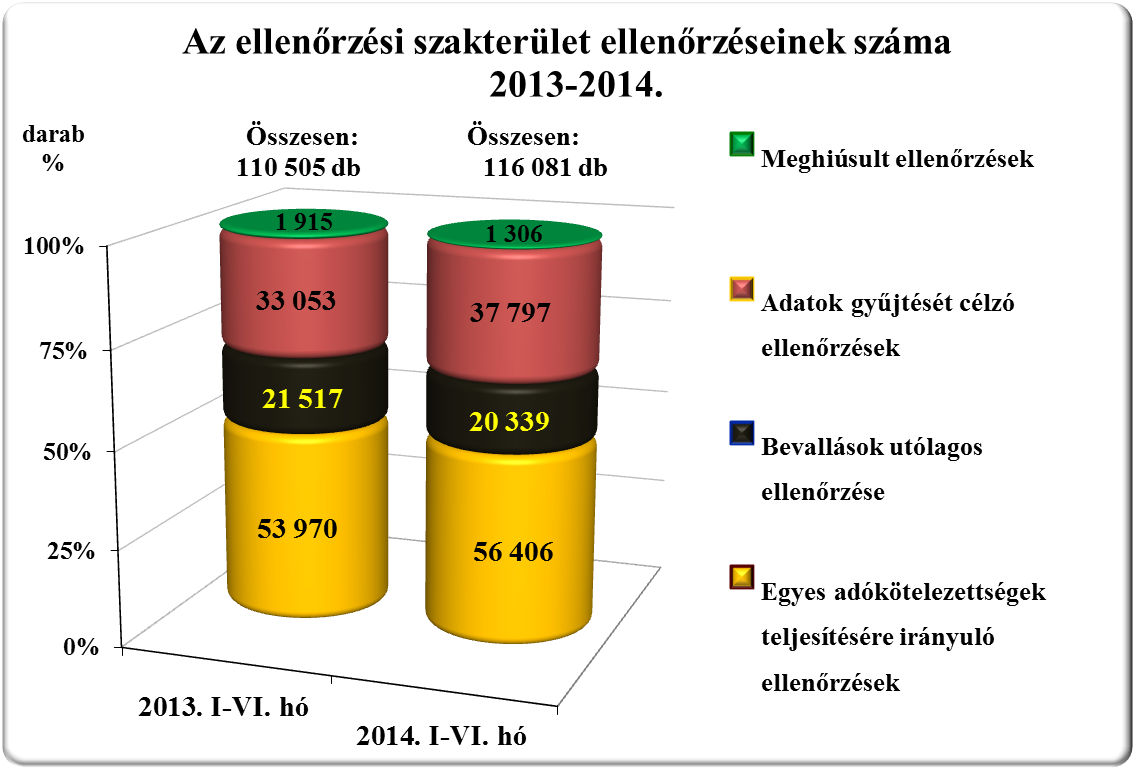 Az ellenőrzési szakterület ellenőrzéseinek száma
2013-2014.
darab
%
Összesen:
110 505 db
Összesen:
116 081 db
100%
75%
50%
25%
0%
1 915
33 053
21 517
53 970
1 306
37 797
20 339
56 406
2013. I-VI. hó
2014. I-VI. hó
Meghiúsult ellenőrzések
Adatok gyűjtését célzó
ellenőrzések
Bevallások utólagos
ellenőrzése
Egyes adókötelezettségek
teljesítésére irányuló
ellenőrzések